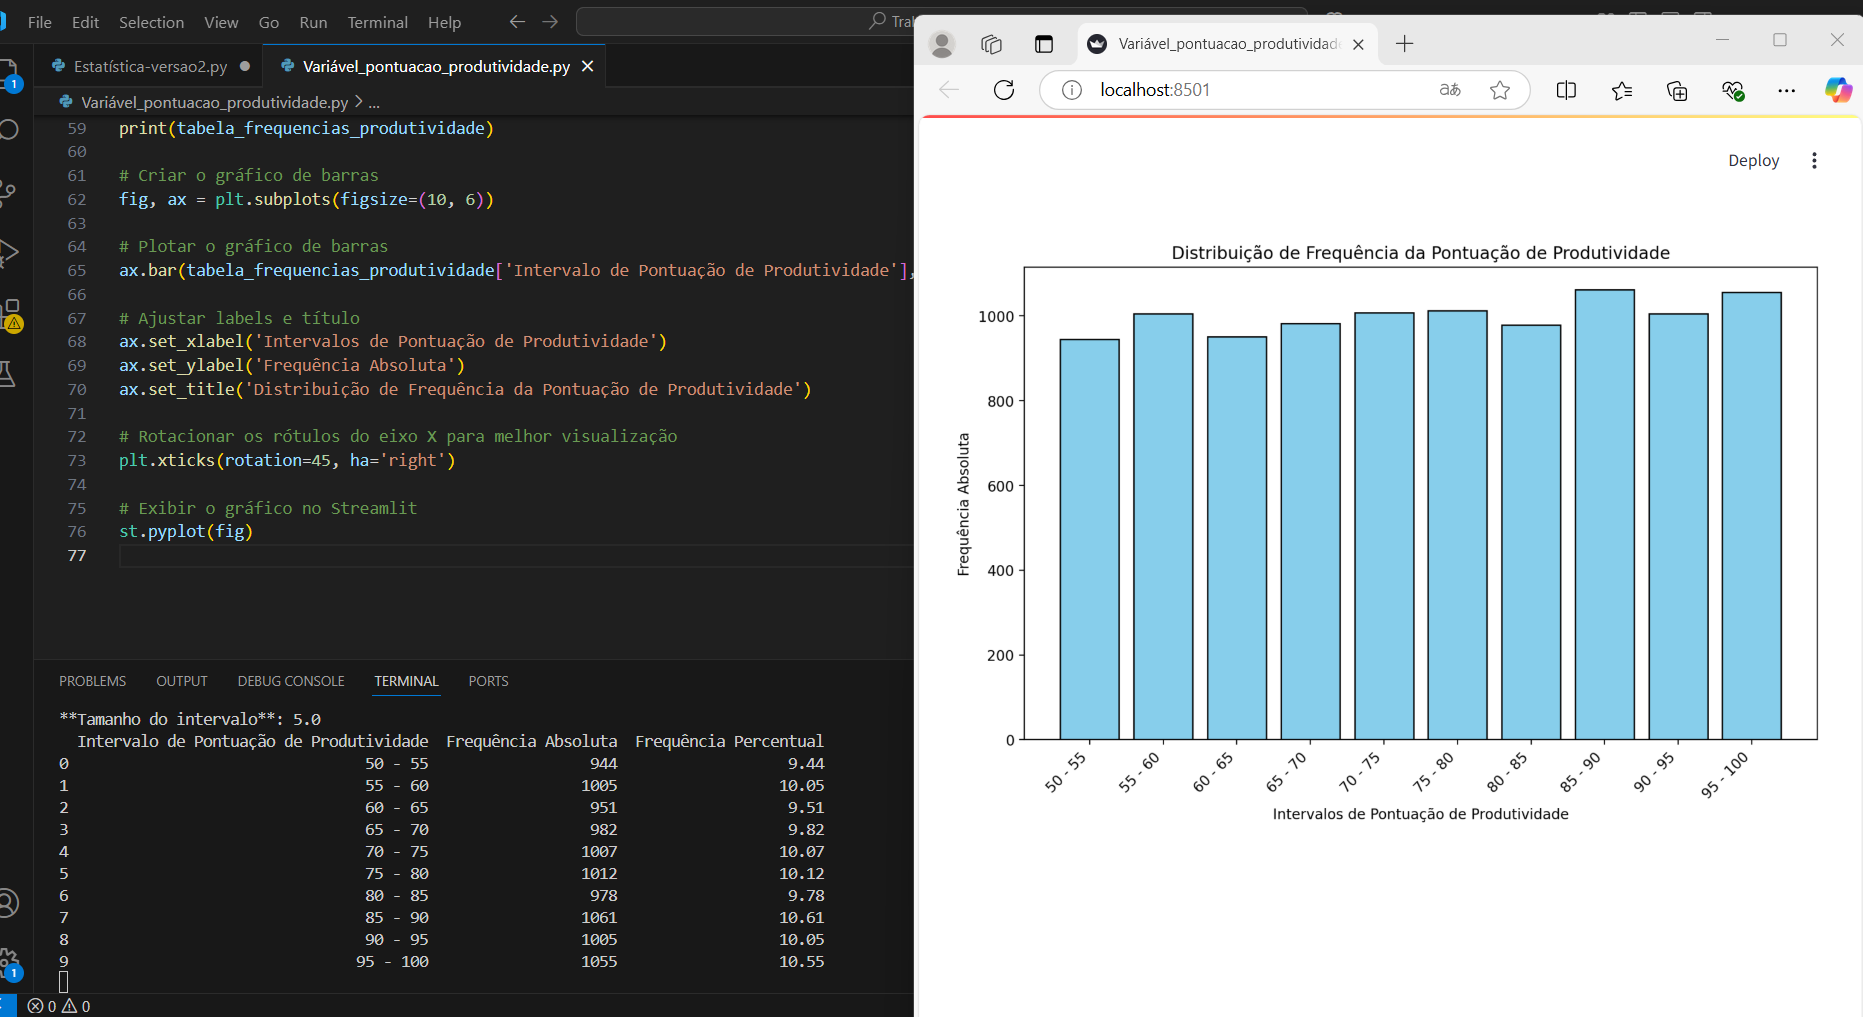 File Edit Selection View Go Run Terminal Help
Estatística-versao2.py
Variável_pontuacao_produtividade.py
Variável_pontuacao_produtividade.py > ...
59 print(tabela_frequencias_produtividade)
60
61 # Criar o gráfico de barras
62 fig, ax = plt.subplots(figsize=(10, 6))
63
64 # Plotar o gráfico de barras
65 ax.bar(tabela_frequencias_produtividade['Intervalo de Pontuação de Produtividade'],
66
67 # Ajustar labels e título
68 ax.set_xlabel('Intervalos de Pontuação de Produtividade')
69 ax.set_ylabel('Frequência Absoluta')
70 ax.set_title('Distribuição de Frequência da Pontuação de Produtividade')
71
72 # Rotacionar os rótulos do eixo X para melhor visualização
73 plt.xticks(rotation=45, ha='right')
74
75 # Exibir o gráfico no Streamlit
76 st.pyplot(fig)
77
PROBLEMS OUTPUT DEBUG CONSOLE TERMINAL PORTS
**Tamanho do intervalo**: 5.0
Intervalo de Pontuação de Produtividade Frequência Absoluta Frequência Percentual
0 50 - 55 944 9.44
1 55 - 60 1005 10.05
2 60 - 65 951 9.51
3 65 - 70 982 9.82
4 70 - 75 1007 10.07
5 75 - 80 1012 10.12
6 80 - 85 978 9.78
7 85 - 90 1061 10.61
8 90 - 95 1005 10.05
9 95 - 100 1055 10.55
1
1
0 0
Variável_pontuacao_produtividad
localhost:8501
aあ
Deploy
Distribuição de Frequência da Pontuação de Produtividade
Frequência Absoluta
1000
800
600
400
200
0
50 - 55
55 - 60
60 - 65
65 - 70
70 - 75
75 - 80
80 - 85
85 - 90
90 - 95
95 - 100
Intervalos de Pontuação de Produtividade